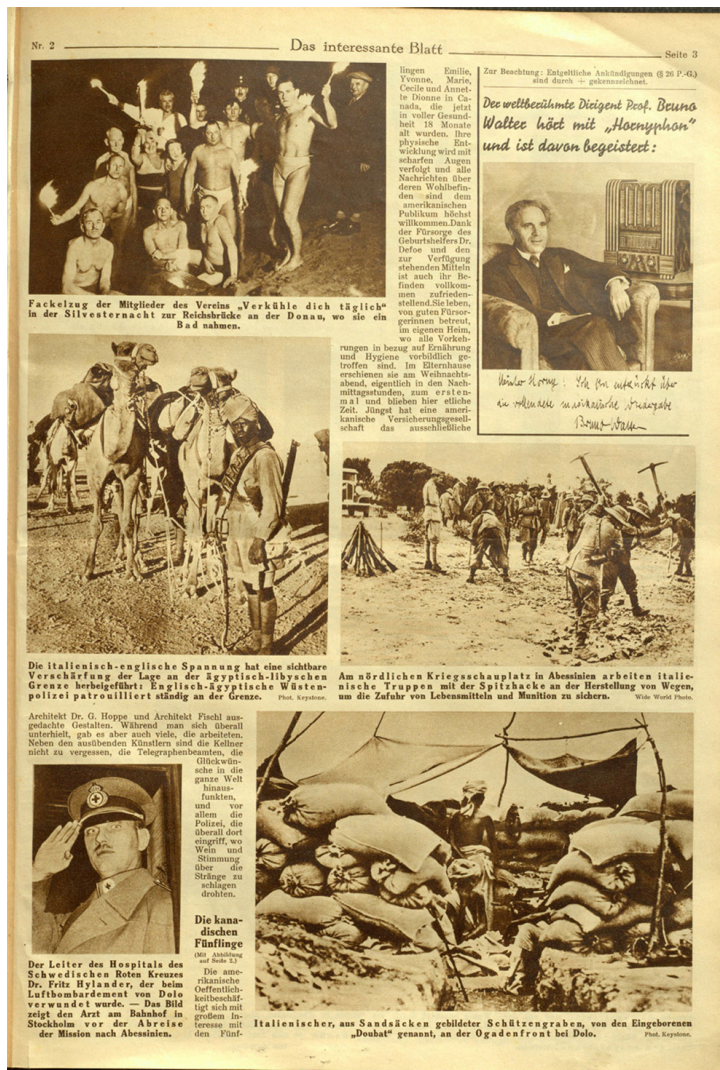 Nr. 2
Das interessante Blatt
Seite 3
Fackelzug der Mitglieder des Vereins „Verkühle dich täglich“
in der Silvesternacht zur Reichsbrücke an der Donau, wo sie ein
Bad nahmen.
Die italienisch-englische Spannung hat eine sichtbare
Verschärfung der Lage an der ägyptisch-libyschen
Grenze herbeigeführt: Englisch-ägyptische Wüsten-
polizei patrouilliert ständig an der Grenze. Phot. Keystone.
Architekt Dr. G. Hoppe und Architekt Fischl aus-
gedachte Gestalten. Während man sich überall
unterhielt, gab es aber auch viele, die arbeiteten.
Neben den ausübenden Künstlern sind die Kellner
nicht zu vergessen, die Telegraphenbeamten, die
Glückwün-
sche in die
ganze Welt
hinaus-
funkten,
und vor
allem die
Polizei, die
überall dort
eingriff, wo
Wein und
Stimmung
über die
Stränge zu
schlagen
drohten.
Die kana-
dischen
Fünflinge
(Mit Abbildung
auf Seite 2.)
Die ame-
rikanische
Oeffentlich-
keitbeschäf-
tigt sich mit
großem In-
teresse mit
den Fünf-
Der Leiter des Hospitals des
Schwedischen Roten Kreuzes
Dr. Fritz Hylander, der beim
Luftbombardement von Dolo
verwundet wurde. — Das Bild
zeigt den Arzt am Bahnhof in
Stockholm vor der Abreise
der Mission nach Abessinien.
lingen Emilie,
Yvonne, Marie,
Cecile und Annet-
te Dionne in Ca-
nada, die jetzt
in voller Gesund-
heit 18 Monate
alt wurden. Ihre
physische Ent-
wicklung wird mit
scharfen Augen
verfolgt und alle
Nachrichten über
deren Wohlbefin-
den sind dem
amerikanischen
Publikum höchst
willkommen.Dank
der Fürsorge des
Geburtshelfers Dr.
Defoe und den
zur Verfügung
stehenden Mitteln
ist auch ihr Be-
finden vollkom-
men zufrieden-
stellend.Sie leben,
von guten Fürsor-
gerinnen betreut,
im eigenen Heim,
wo alle Vorkeh-
rungen in bezug auf Ernährung
und Hygiene vorbildlich ge-
troffen sind. Im Elternhause
erschienen sie am Weihnachts-
abend, eigentlich in den Nach-
mittagsstunden, zum ersten-
mal und blieben hier etliche
Zeit. Jüngst hat eine ameri-
kanische Versicherungsgesell-
schaft das ausschließliche
Zur Beachtung: Entgeltliche Ankündigungen (§ 26 P.-G.)
sind durch + gekennzeichnet.
Der weltberühmte Dirigent Prof. Bruno
Walter hört mit „Hornyphon“
und ist davon begeistert:
Horny! Ich bin entzückt über
die vollendete musikalische Wiedergabe
Bruno Walter
Am nördlichen Kriegsschauplatz in Abessinien arbeiten italie-
nische Truppen mit der Spitzhacke an der Herstellung von Wegen,
um die Zufuhr von Lebensmitteln und Munition zu sichern. Wide World Photo.
Italienischer, aus Sandsäcken gebildeter Schützengraben, von den Eingeborenen
„Doubat“ genannt, an der Ogadenfront bei Dolo. Phot. Keystone.